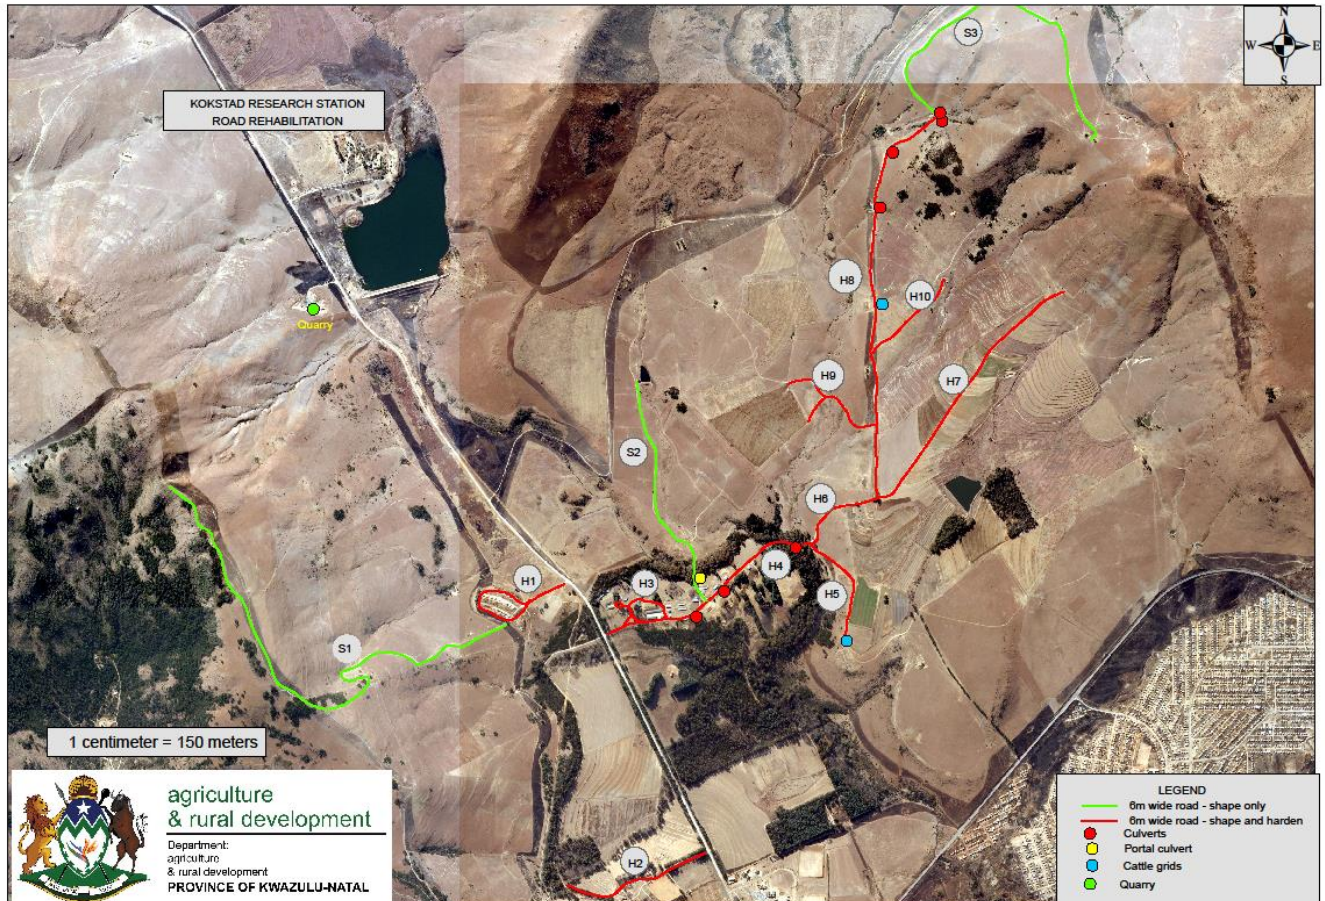 N
W
E
S
S3
KOKSTAD RESEARCH STATION
ROAD REHABILITATION
H8
H10
Quarry
H9
H7
S2
H6
H4
H1
H3
H5
S1
1 centimeter = 150 meters
agriculture
& rural development
Department:
agriculture
& rural development
PROVINCE OF KWAZULU-NATAL
H2
LEGEND
6m wide road - shape only
6m wide road - shape and harden
Culverts
Portal culvert
Cattle grids
Quarry